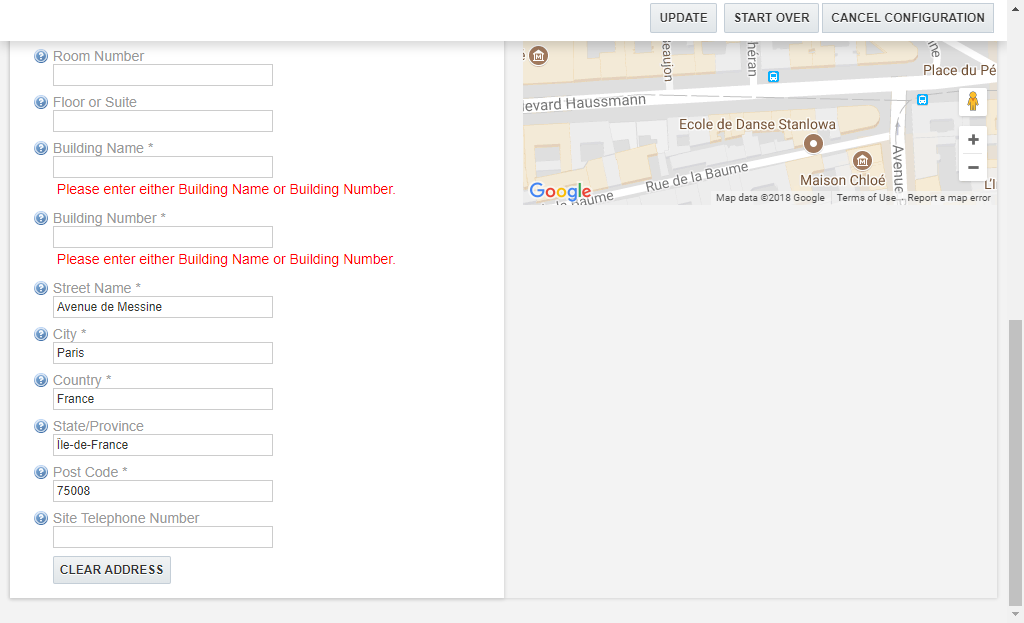 UPDATE
START OVER
CANCEL CONFIGURATION
Room Number
Floor or Suite
Building Name *
Please enter either Building Name or Building Number.
Building Number *
Please enter either Building Name or Building Number.
Street Name *
Avenue de Messine
City *
Paris
Country *
France
State/Province
Île-de-France
Post Code *
75008
Site Telephone Number
CLEAR ADDRESS
Place du Pé
levard Haussmann
Ecole de Danse Stanlowa
Avenue
Rue de la Baume
Maison Chloé
L'I
Google
la Baume
Map data ©2018 Google
Terms of Use
Report a map error